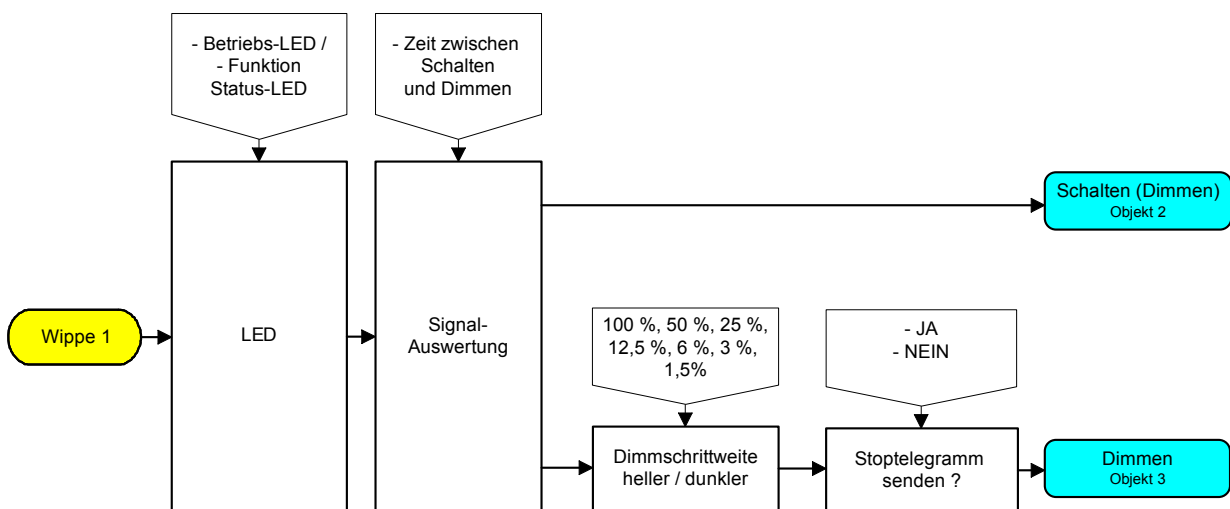 - Betriebs-LED /
- Funktion
Status-LED
- Zeit zwischen
Schalten
und Dimmen
Schalten (Dimmen)
Objekt 2
Wippe 1
LED
Signal-
Auswertung
100 %, 50 %, 25 %,
12,5 %, 6 %, 3 %,
1,5%
- JA
- NEIN
Dimmschrittweite
heller / dunkler
Stoptelegramm
senden ?
Dimmen
Objekt 3